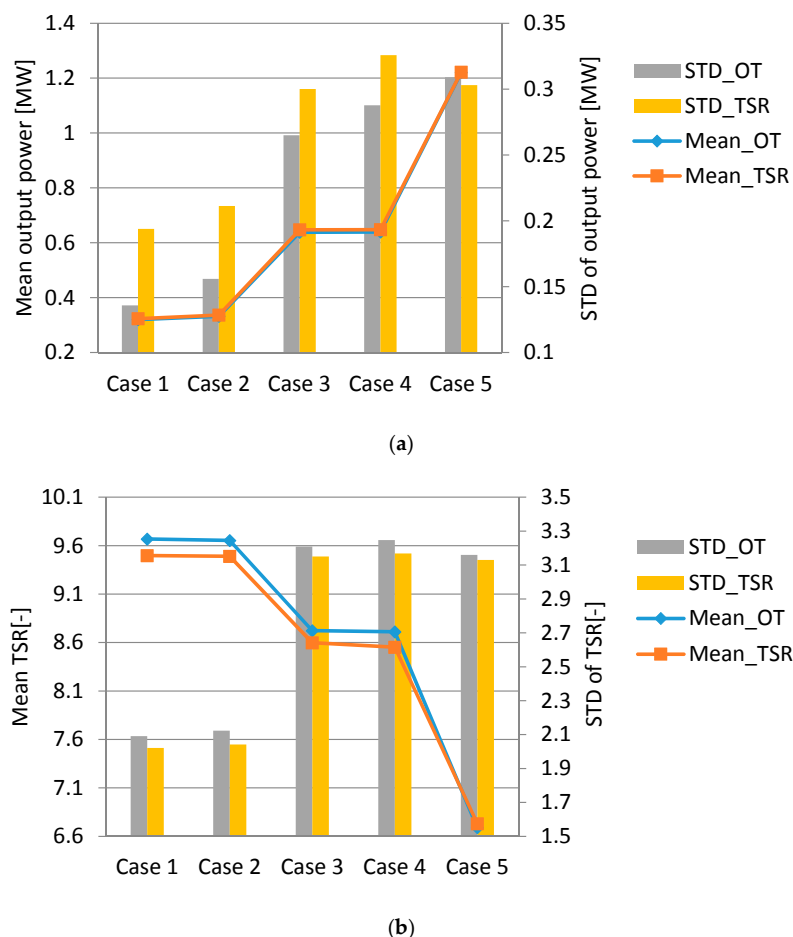 Mean output power [MW]
1.4
1.2
1
0.8
0.6
0.4
0.2
0.35
0.3
0.25
0.2
0.15
0.1
STD of output power [MW]
Case 1 Case 2 Case 3 Case 4 Case 5
STD_OT
STD_TSR
Mean_OT
Mean_TSR
(a)
Mean TSR[-]
10.1
9.6
9.1
8.6
8.1
7.6
7.1
6.6
3.5
3.3
3.1
2.9
2.7
2.5
2.3
2.1
1.9
1.7
1.5
STD of TSR[-]
Case 1 Case 2 Case 3 Case 4 Case 5
STD_OT
STD_TSR
Mean_OT
Mean_TSR
(b)